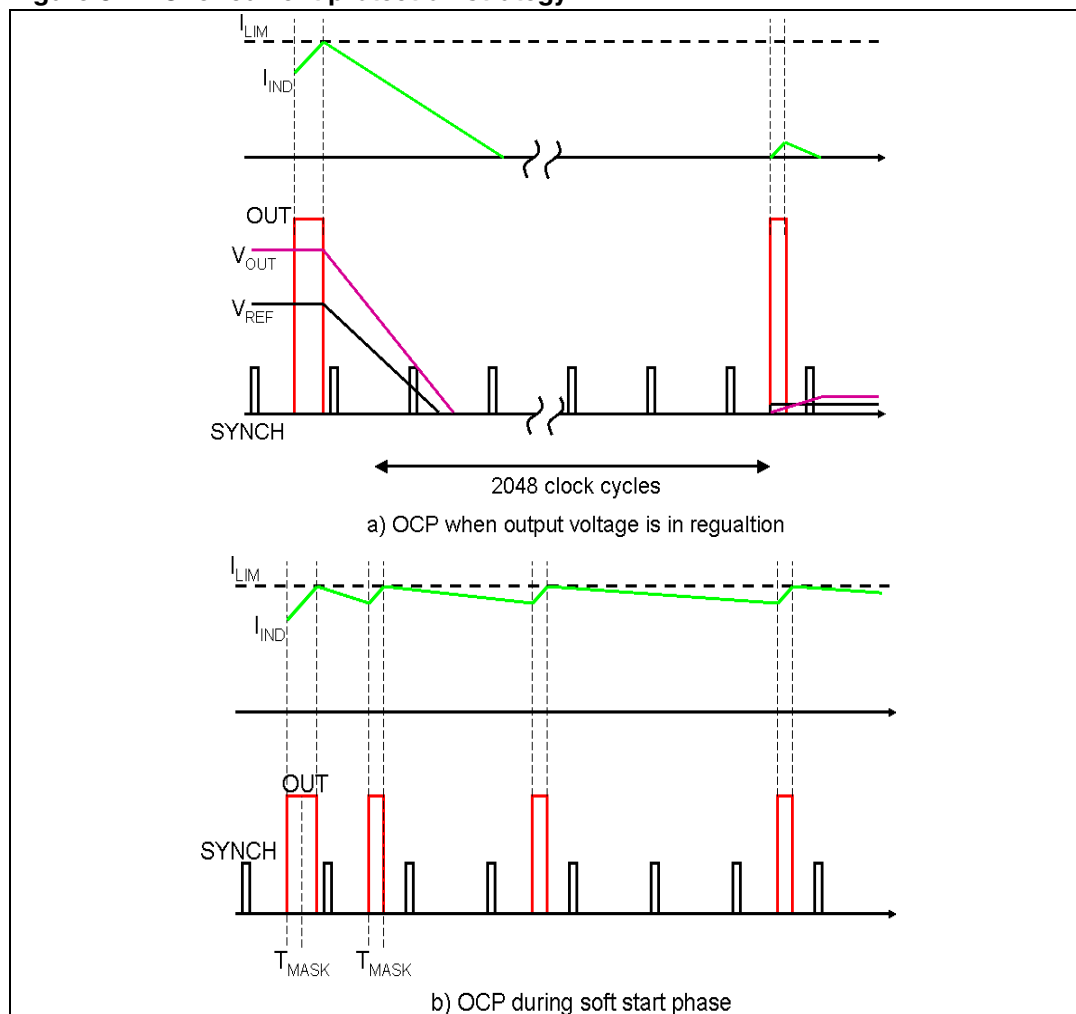 I_LIM
I_IND
OUT
V_OUT
V_REF
SYNCH
2048 clock cycles
a) OCP when output voltage is in regualtion
I_LIM
I_IND
OUT
SYNCH
T_MASK T_MASK
b) OCP during soft start phase